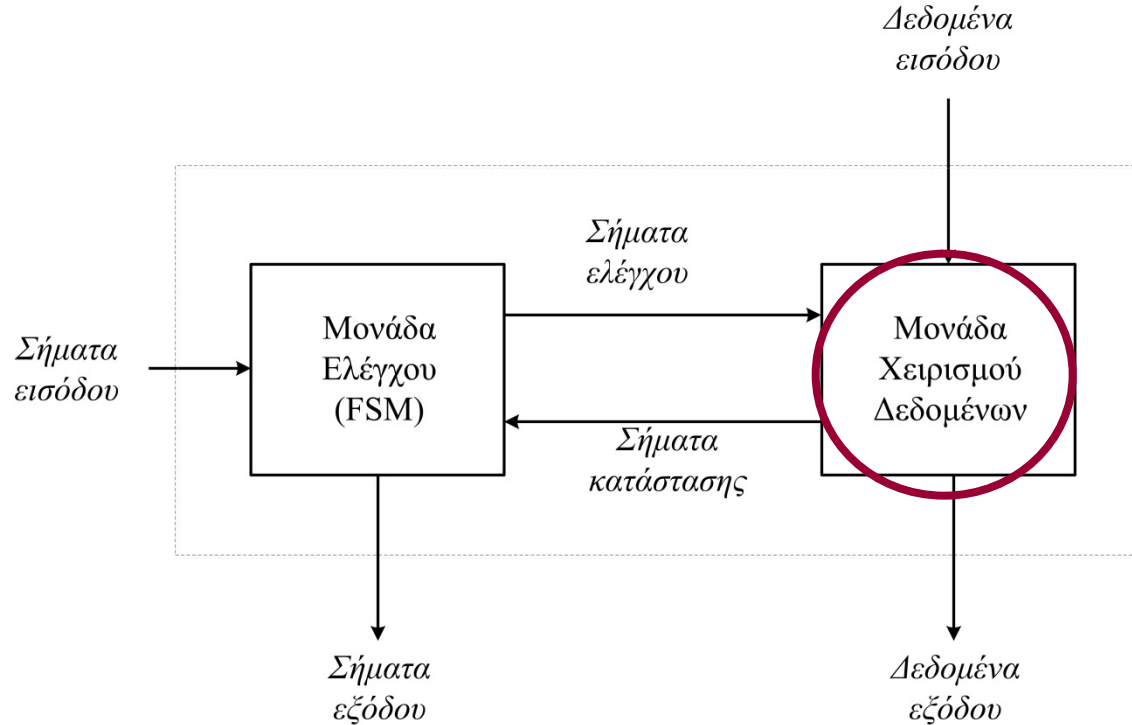 Δεδομένα
εισόδου
Σήματα
ελέγχου
Σήματα
εισόδου
Μονάδα
Ελέγχου
(FSM)
Μονάδα
Χειρισμού
Δεδομένων
Σήματα
κατάστασης
Σήματα
εξόδου
Δεδομένα
εξόδου